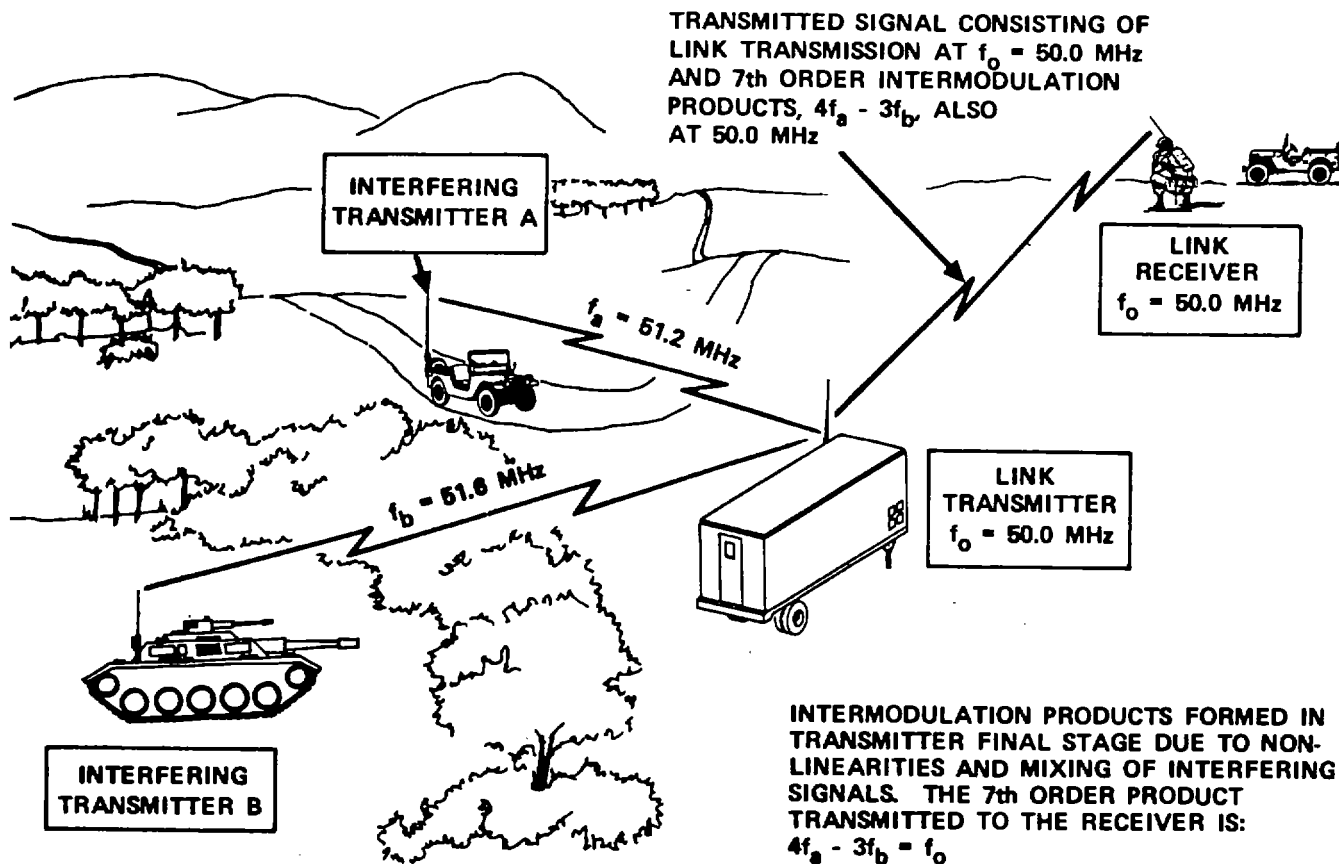 TRANSMITTED SIGNAL CONSISTING OF
LINK TRANSMISSION AT fo = 50.0 MHz
AND 7th ORDER INTERMODULATION
PRODUCTS, 4fa - 3fb, ALSO
AT 50.0 MHz
INTERFERING
TRANSMITTER A
LINK
RECEIVER
fo = 50.0 MHz
fa = 51.2 MHz
fb = 51.6 MHz
LINK
TRANSMITTER
fo = 50.0 MHz
INTERFERING
TRANSMITTER B
INTERMODULATION PRODUCTS FORMED IN
TRANSMITTER FINAL STAGE DUE TO NON-
LINEARITIES AND MIXING OF INTERFERING
SIGNALS. THE 7th ORDER PRODUCT
TRANSMITTED TO THE RECEIVER IS:
4fa - 3fb = fo